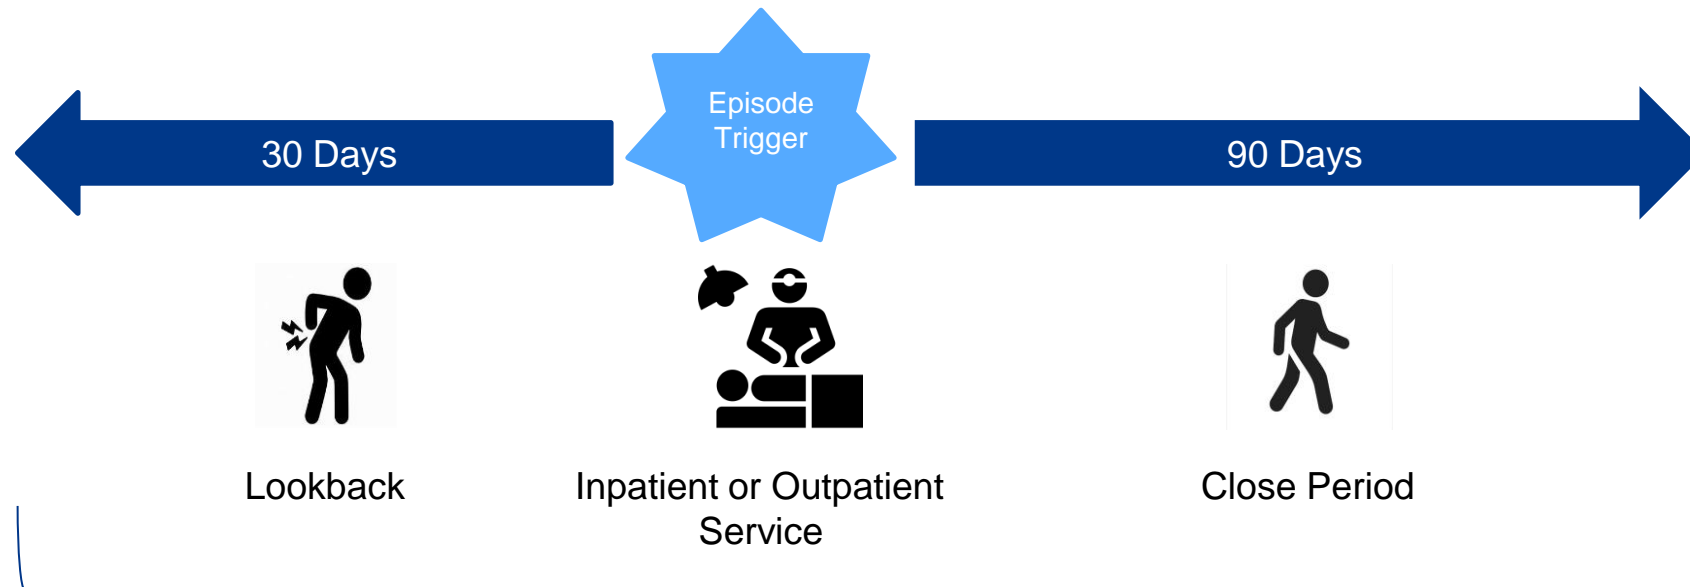 Episode
Trigger
30 Days
90 Days
Lookback
Inpatient or Outpatient
Service
Close Period